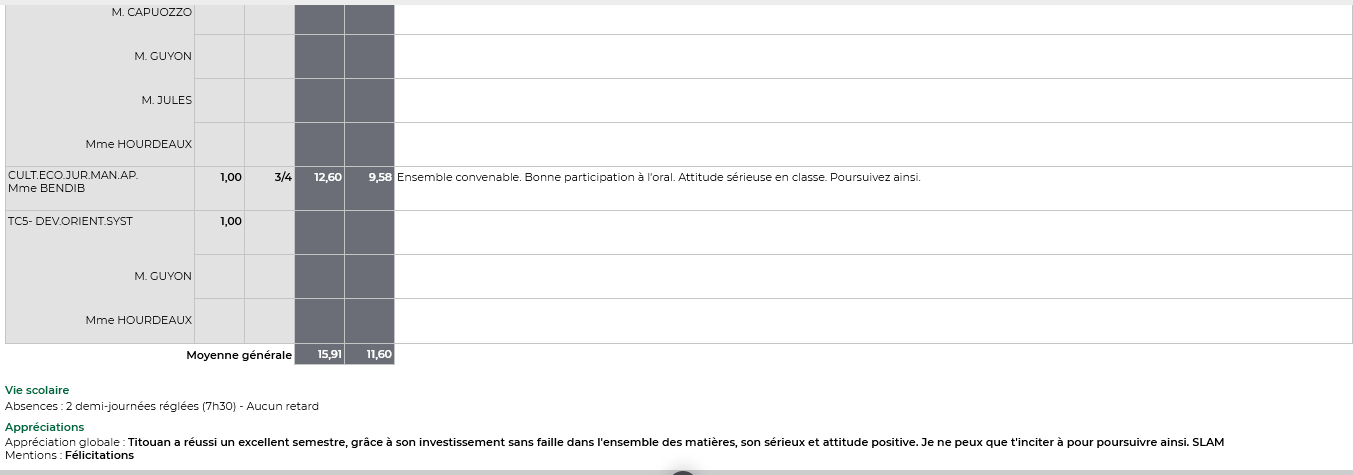 M. CAPUOZZO
M. GUYON
M. JULES
Mme HOURDEAUX
CULT.ECO.JUR.MAN.AP. 1,00 3/4 12,60 9,58 Ensemble convenable. Bonne participation à l'oral. Attitude sérieuse en classe. Poursuivez ainsi.
Mme BENDIB
TC5- DEV.ORIENT.SYST 1,00
M. GUYON
Mme HOURDEAUX
Moyenne générale 15,91 11,60
Vie scolaire
Absences : 2 demi-journées réglées (7h30) - Aucun retard
Appréciations
Appréciation globale : Titouan a réussi un excellent semestre, grâce à son investissement sans faille dans l'ensemble des matières, son sérieux et attitude positive. Je ne peux que t'inciter à pour poursuivre ainsi. SLAM
Mentions : Félicitations